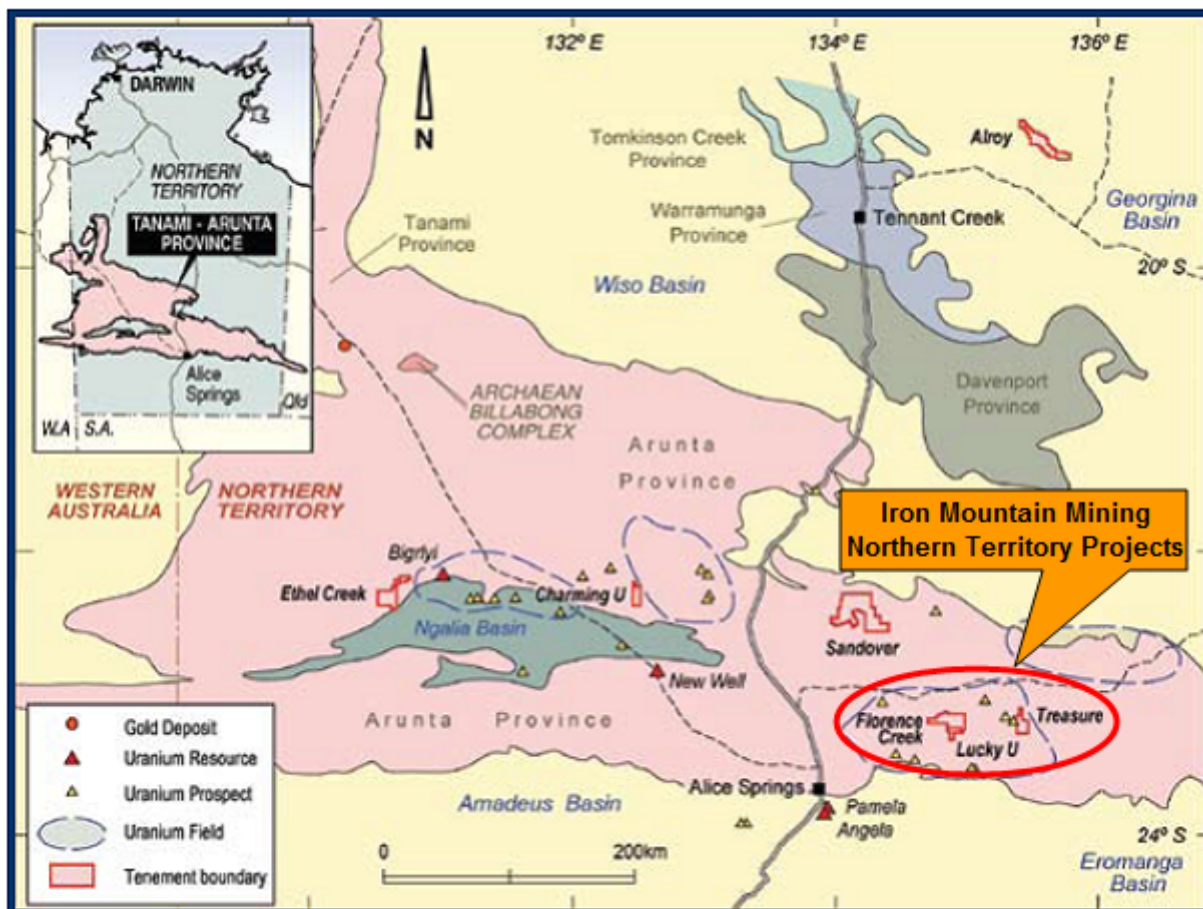 132º E
134º E
136º E
DARWIN
NORTHERN
TERRITORY
TANAMI - ARUNTA
PROVINCE
Alice
Springs
Qld
W.A
S.A.
N
Tomkinson Creek
Province
Alroy
Warramunga
Province
Tennant Creek
Georgina
Basin
Tanami
Province
20º S
Wiso Basin
ARCHAEAN
BILLABONG
COMPLEX
Davenport
Province
Arunta
Province
WESTERN
AUSTRALIA
NORTHERN
TERRITORY
Iron Mountain Mining
Northern Territory Projects
Bigrlyi
Ethel Creek
Charming U
Ngalia Basin
Sandover
New Well
Florence
Creek
Treasure
Lucky U
Arunta Province
Gold Deposit
Uranium Resource
Uranium Prospect
Uranium Field
Tenement boundary
Alice Springs
Amadeus Basin
Pamela
Angela
24º S
0
200km
Eromanga
Basin